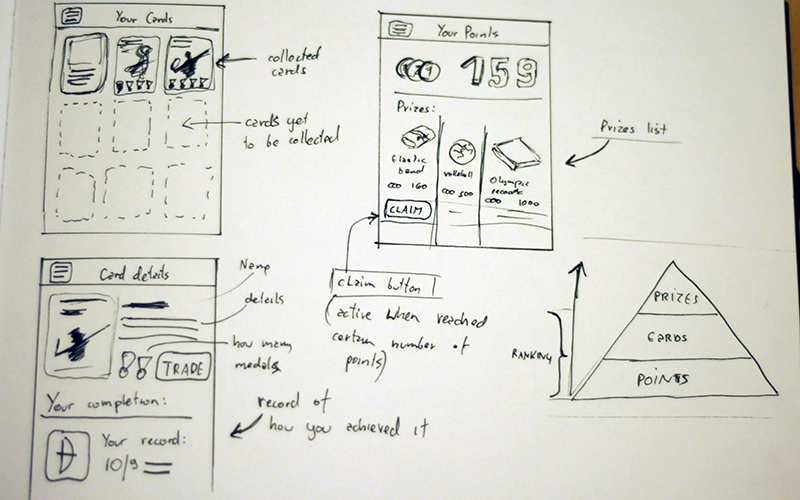 Your Cards
collected
cards
cards yet
to be collected
Your Points
159
Prizes:
Elastic
band
160
CLAIM
volleball
500
Olympic
records
1000
Prizes list
claim button
(active when reached
certain number of
points)
Card details
Name
details
how many
medals
TRADE
Your completion:
Your record:
10/9
record of
how you achieved it
RANKING
PRIZES
CARDS
POINTS